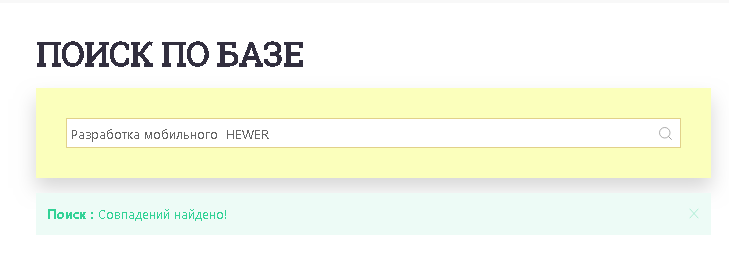 ПОИСК ПО БАЗЕ
Разработка мобильного HEWER
Поиск : Совпадений найдено!